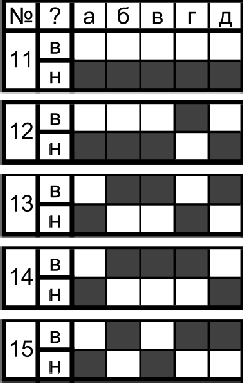 № ? а б в г д
11 в
н
12 в
н
13 в
н
14 в
н
15 в
н